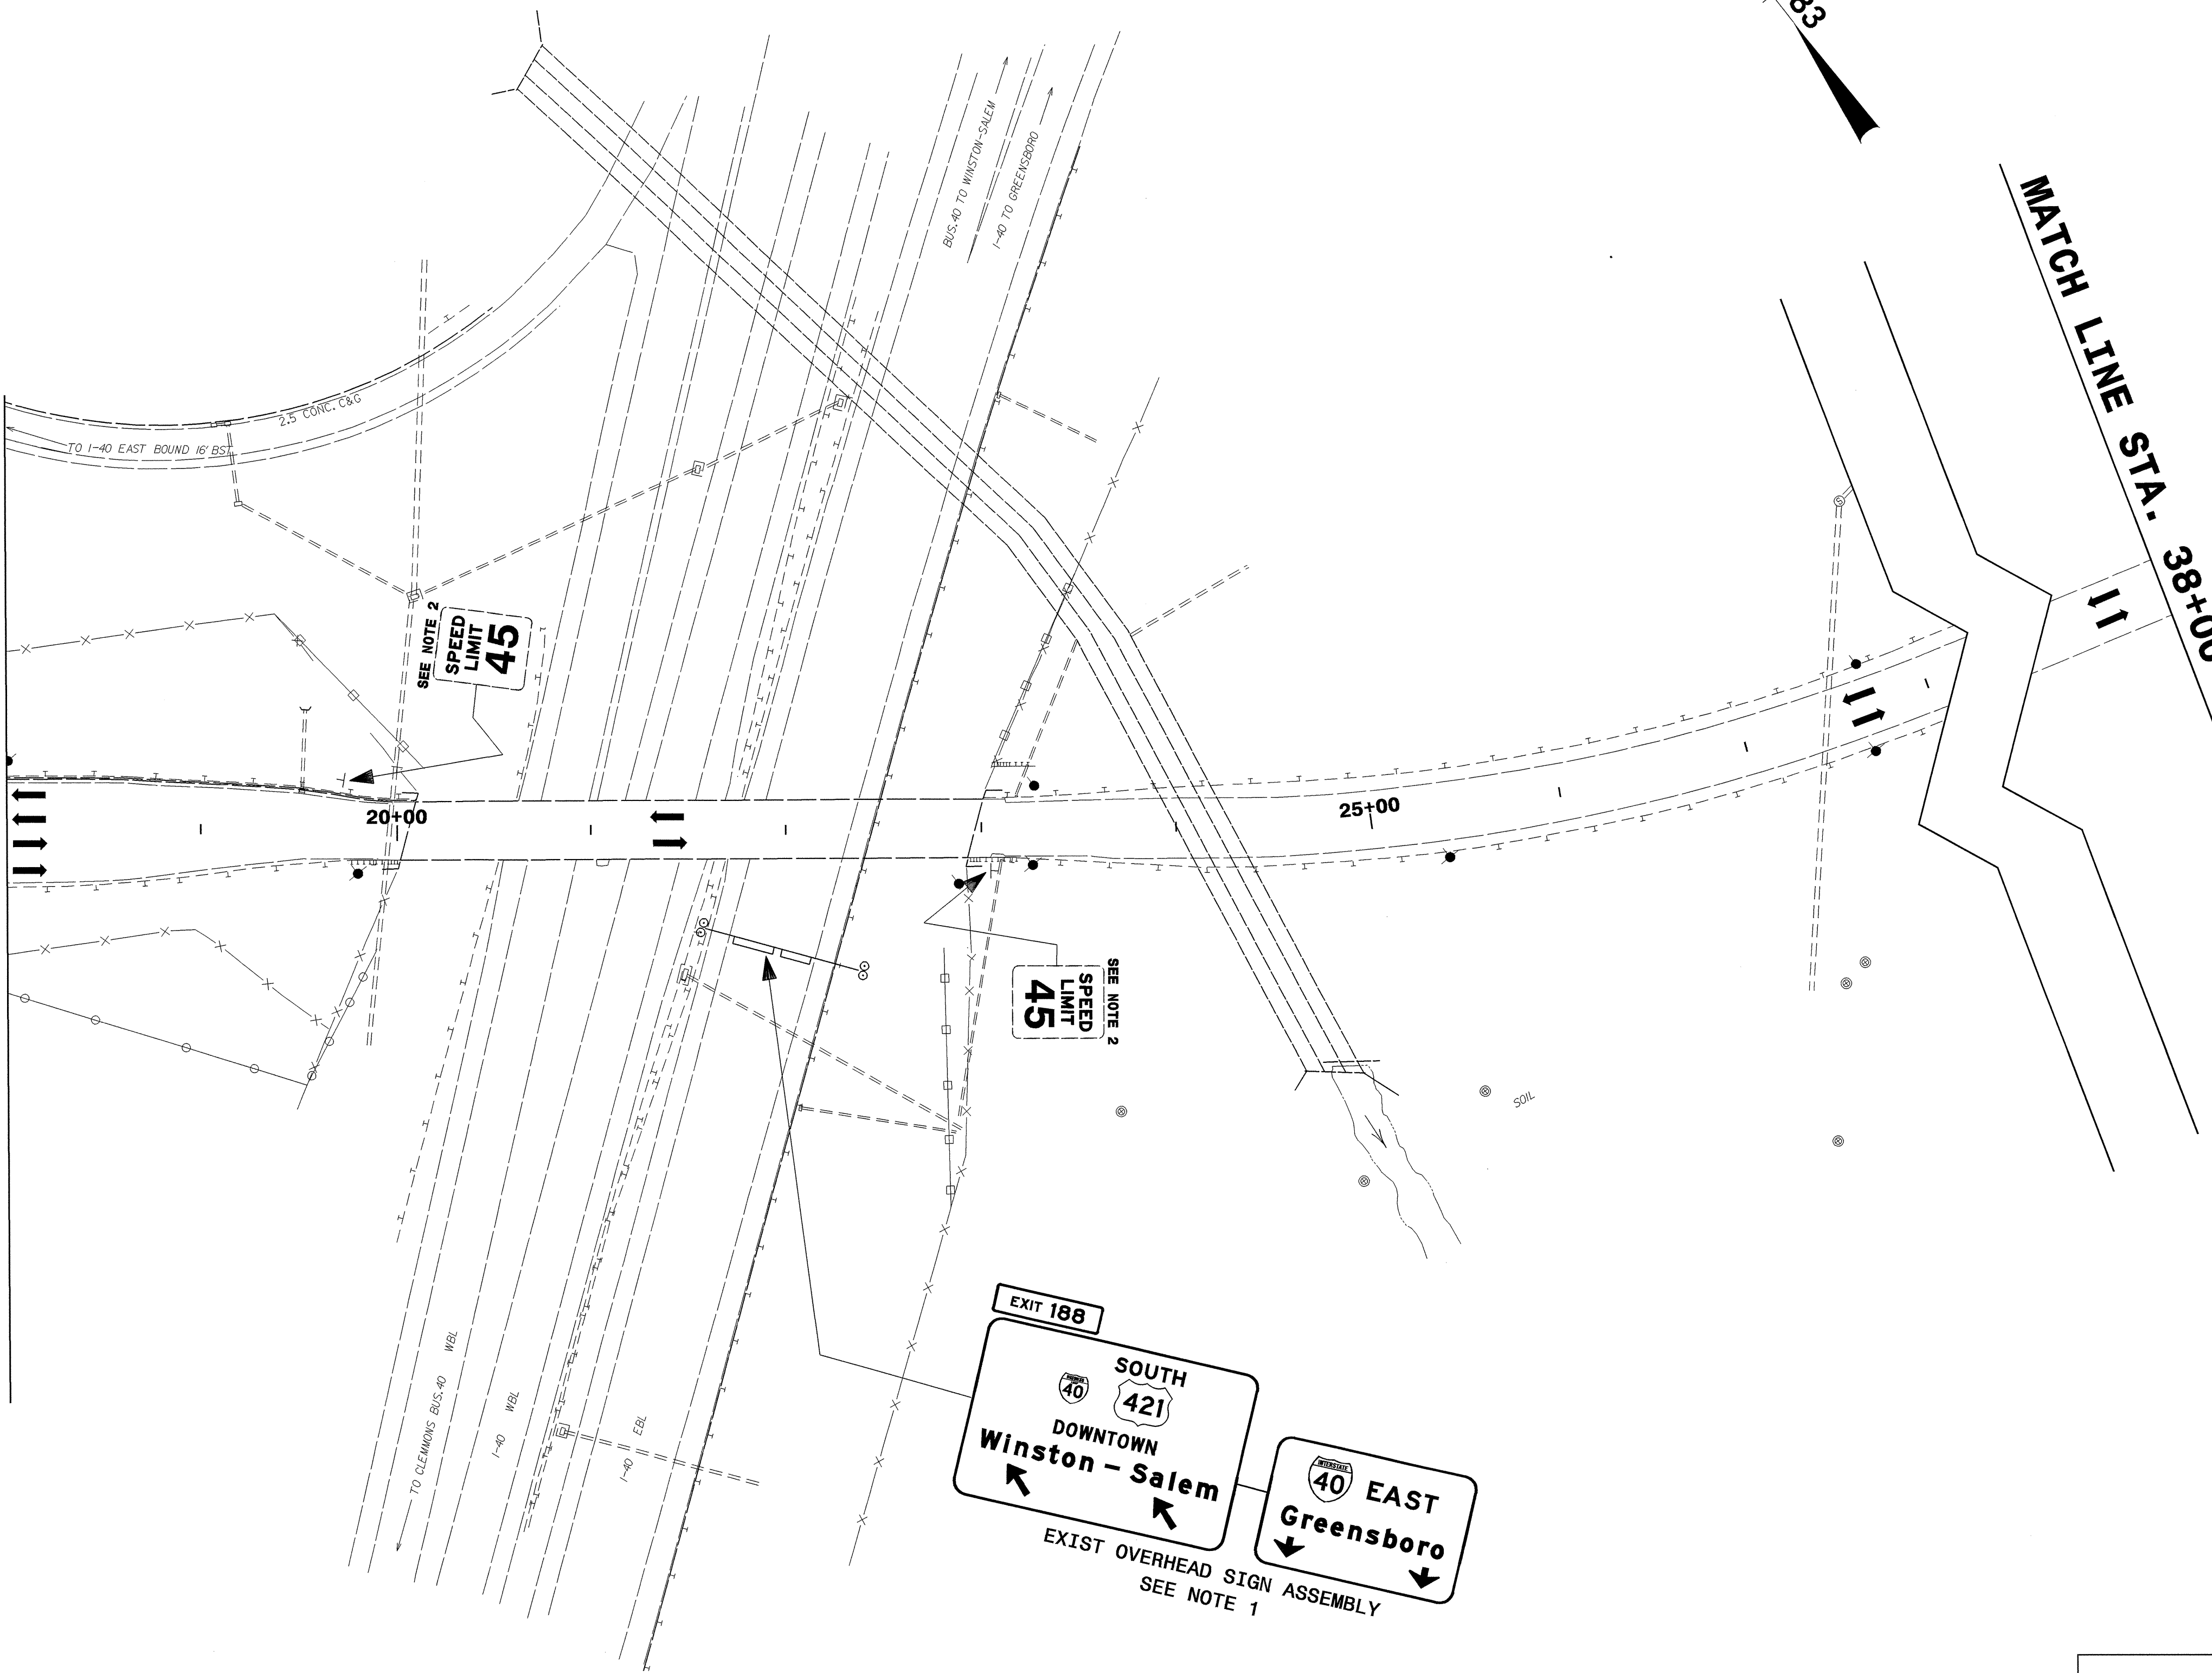 83
MATCH LINE STA. 38+00
BUS.40 TO WINSTON-SALEM
I-40 TO GREENSBORO
2.5 CONC. C&G
TO I-40 EAST BOUND 16' BST
SEE NOTE 2
SPEED
LIMIT
45
20+00
25+00
S
SEE NOTE 2
SPEED
LIMIT
45
SOIL
TO CLEMMONS BUS.40 WBL
I-40 WBL
I-40 EBL
EXIT 188
SOUTH
40
421
DOWNTOWN
Winston - Salem
INTERSTATE
40 EAST
Greensboro
EXIST OVERHEAD SIGN ASSEMBLY
SEE NOTE 1